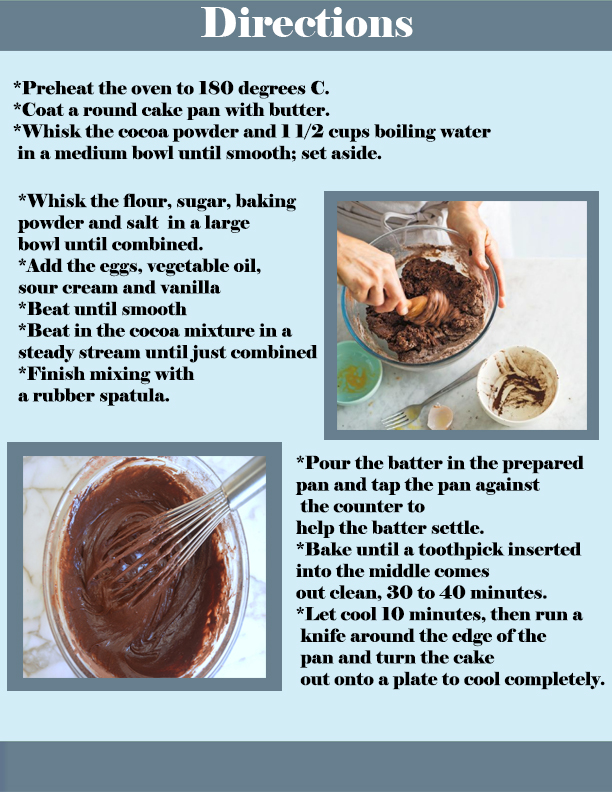 Directions
*Preheat the oven to 180 degrees C.
*Coat a round cake pan with butter.
*Whisk the cocoa powder and 1 1/2 cups boiling water
in a medium bowl until smooth; set aside.
*Whisk the flour, sugar, baking
powder and salt in a large
bowl until combined.
*Add the eggs, vegetable oil,
sour cream and vanilla
*Beat until smooth
*Beat in the cocoa mixture in a
steady stream until just combined
*Finish mixing with
a rubber spatula.
*Pour the batter in the prepared
pan and tap the pan against
the counter to
help the batter settle.
*Bake until a toothpick inserted
into the middle comes
out clean, 30 to 40 minutes.
*Let cool 10 minutes, then run a
knife around the edge of the
pan and turn the cake
out onto a plate to cool completely.